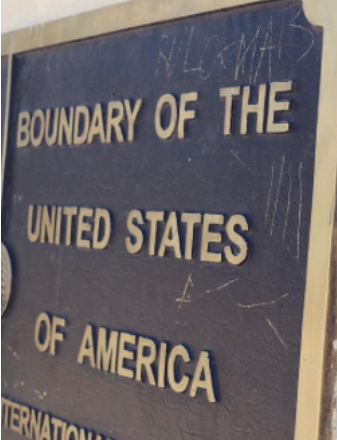 BOUNDARY OF THE
UNITED STATES
OF AMERICA